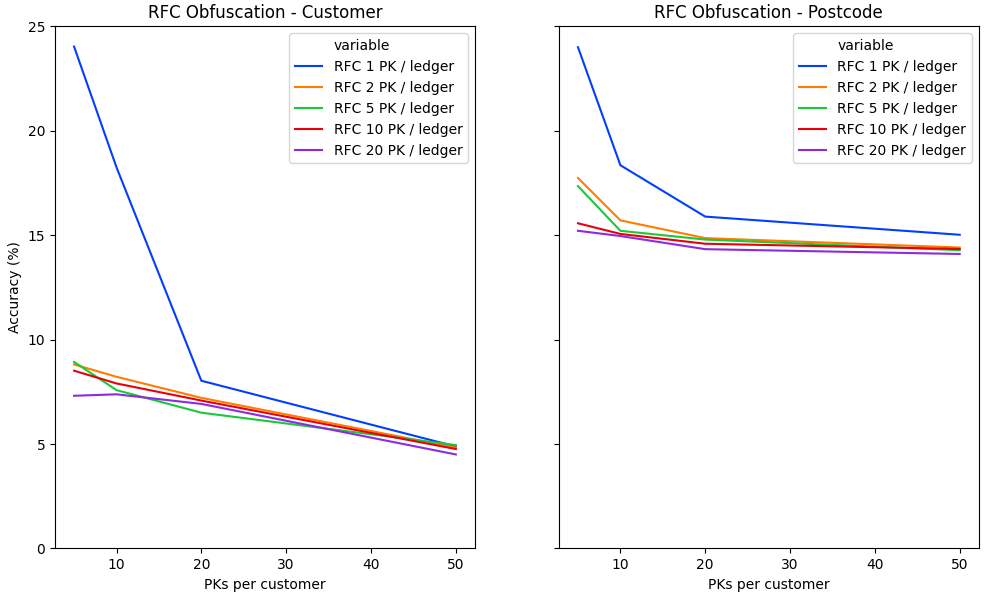 RFC Obfuscation - Customer
25
20
15
10
5
0
Accuracy (%)
variable
RFC 1 PK / ledger
RFC 2 PK / ledger
RFC 5 PK / ledger
RFC 10 PK / ledger
RFC 20 PK / ledger
10 20 30 40 50
PKs per customer
RFC Obfuscation - Postcode
variable
RFC 1 PK / ledger
RFC 2 PK / ledger
RFC 5 PK / ledger
RFC 10 PK / ledger
RFC 20 PK / ledger
10 20 30 40 50
PKs per customer